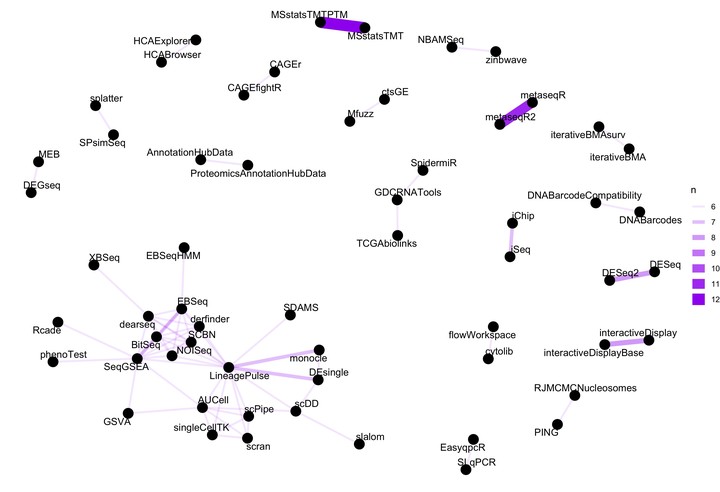 MSstatsTMTPTM
MSstatsTMT
NBAMSeq
zinbwave
HCAExplorer
HCABrowser
CAGEr
CAGEfightR
ctsGE
Mfuzz
metaseqR
metaseqR2
splatter
SPsimSeq
iterativeBMAsurv
iterativeBMA
MEB
DEGseq
AnnotationHubData
ProteomicsAnnotationHubData
SpidermiR
GDCRNATools
TCGAbiolinks
DNABarcodeCompatibility
DNABarcodes
iChip
iSeq
n
6
7
8
9
10
11
12
XBSeq
EBSeqHMM
DESeq
DESeq2
EBSeq
dearseq
derfinder
SCBN
BitSeq
NOISeq
SeqGSEA
Rcade
phenoTest
SDAMS
monocle
LineagePulse
DEsingle
flowWorkspace
cytolib
interactiveDisplay
interactiveDisplayBase
GSVA
AUCell
scPipe
scDD
singleCellTK
scran
slalom
RJMCMCNucleosomes
PING
EasyqpcR
SLqPCR